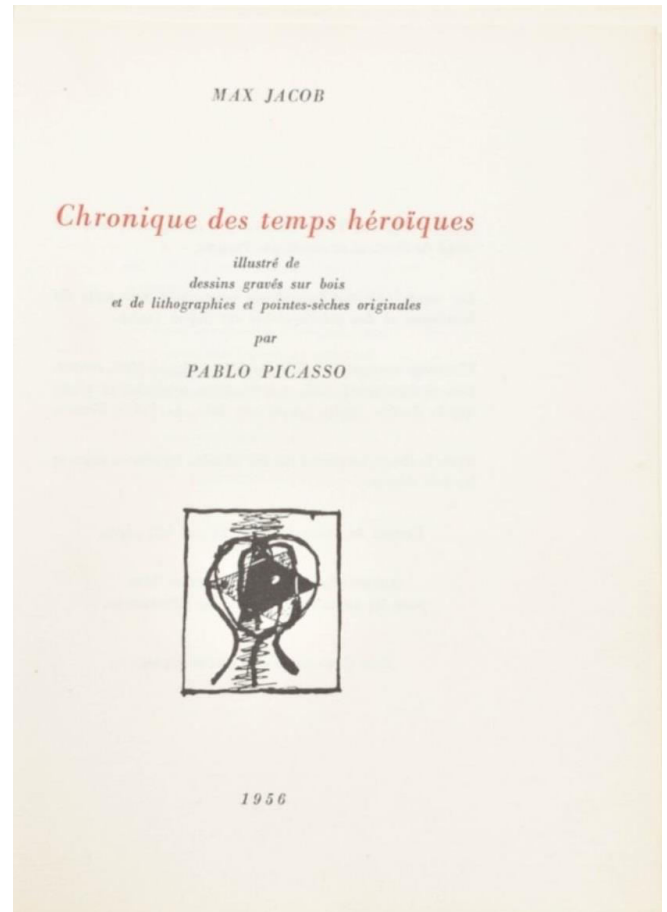 MAX JACOB
Chronique des temps héroïques
illustré de
dessins gravés sur bois
et de lithographies et pointes-sèches originales
par
PABLO PICASSO
1956